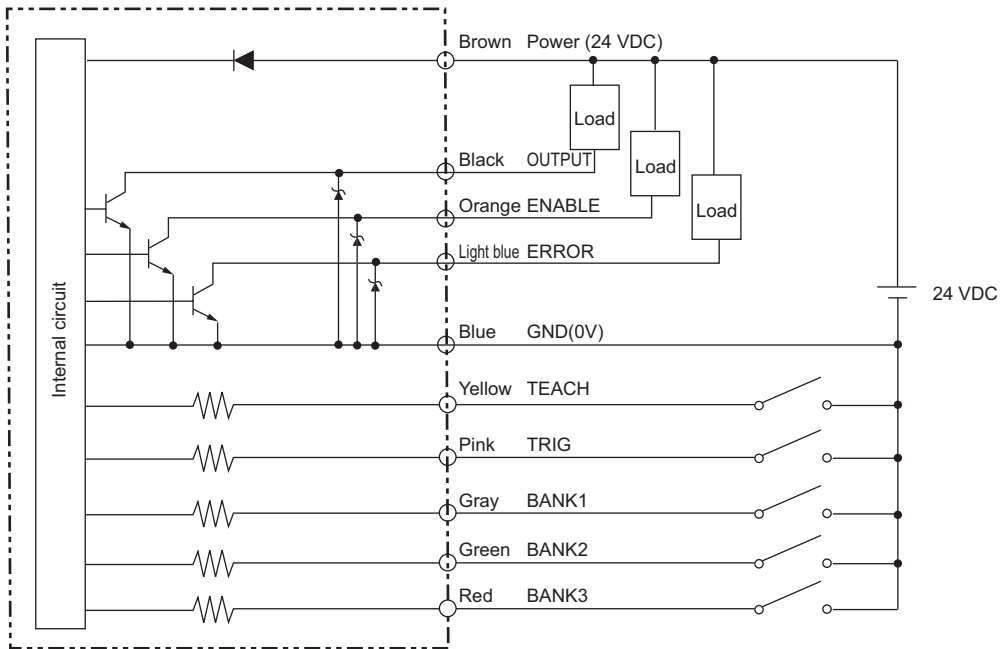 Brown Power (24 VDC)
Load
Black OUTPUT
Load
Orange ENABLE
Load
Light blue ERROR
24 VDC
Internal circuit
Blue GND(0V)
Yellow TEACH
Pink TRIG
Gray BANK1
Green BANK2
Red BANK3